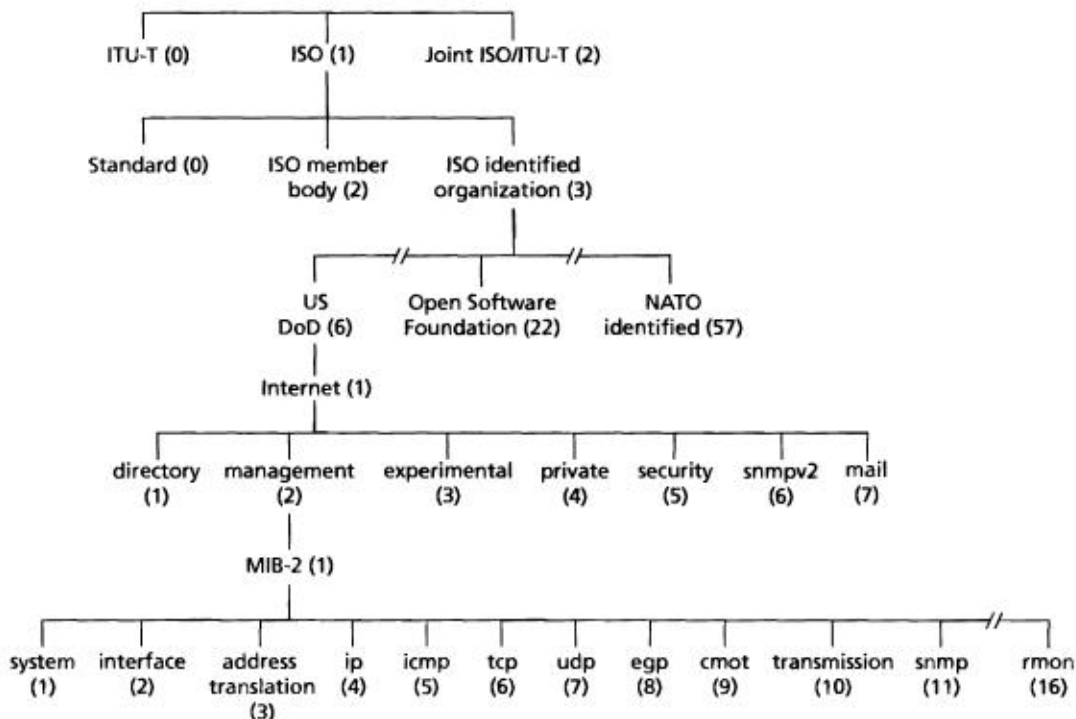 ITU-T (0) ISO (1) Joint ISO/ITU-T (2)
Standard (0) ISO member ISO identified
body (2) organization (3)
US Open Software NATO
DoD (6) Foundation (22) identified (57)
Internet (1)
directory management experimental private security snmpv2 mail
(1) (2) (3) (4) (5) (6) (7)
MIB-2 (1)
system interface address ip icmp tcp udp egp cmot transmission snmp rmon
(1) (2) translation (4) (5) (6) (7) (8) (9) (10) (11) (16)
(3)